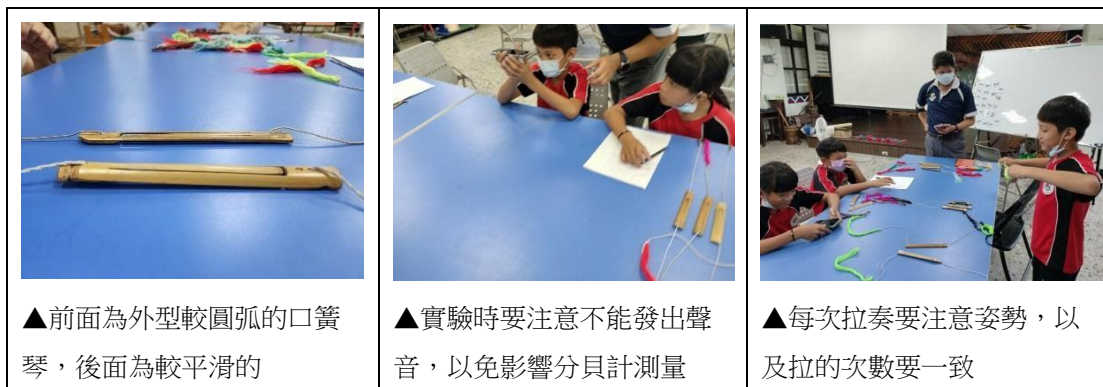 ▲前面為外型較圓弧的口簧
琴，後面為較平滑的
▲實驗時要注意不能發出聲
音，以免影響分貝計測量
▲每次拉奏要注意姿勢，以
及拉的次數要一致